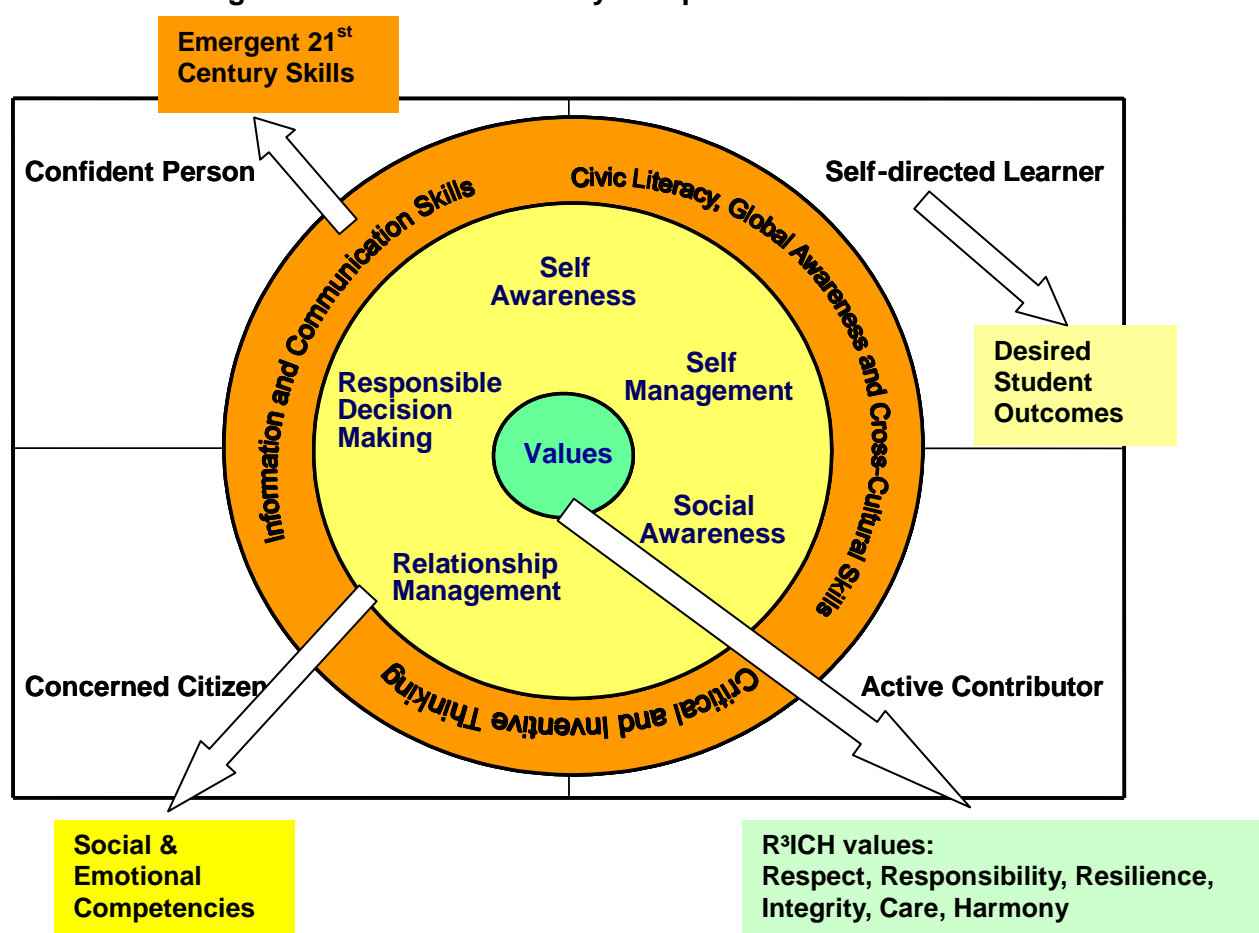 Emergent 21st
Century Skills
Confident Person
Self-directed Learner
Information and Communication Skills
Civic Literacy, Global Awareness and Cross-Cultural Skills
Self
Awareness
Self
Management
Desired
Student
Outcomes
Responsible
Decision
Making
Values
Social
Awareness
Relationship
Management
Concerned Citizen
Critical and Inventive Thinking
Active Contributor
Social &
Emotional
Competencies
R³ICH values:
Respect, Responsibility, Resilience,
Integrity, Care, Harmony